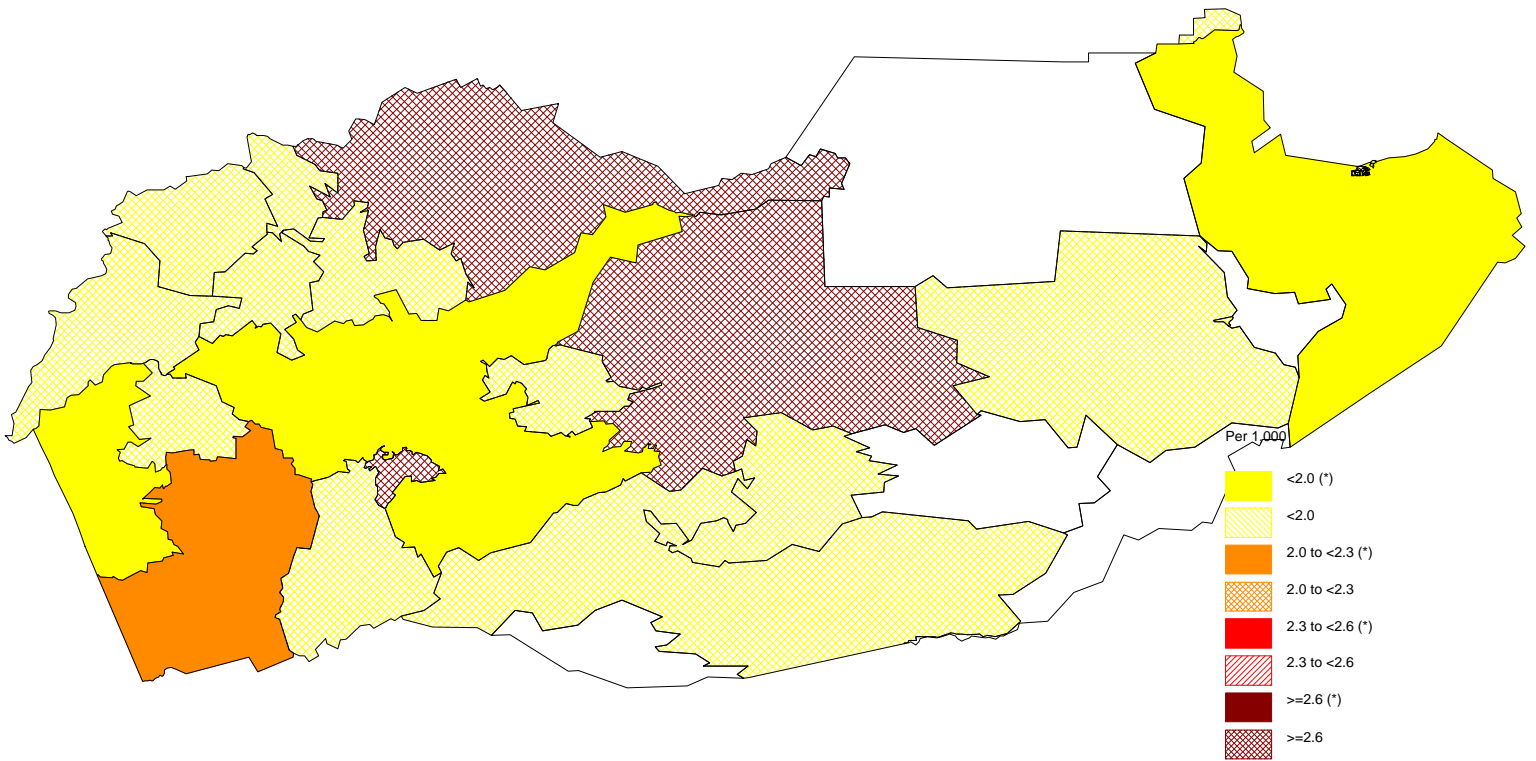 Per 1,000
<2.0 (*)
<2.0
2.0 to <2.3 (*)
2.0 to <2.3
2.3 to <2.6 (*)
2.3 to <2.6
>=2.6 (*)
>=2.6